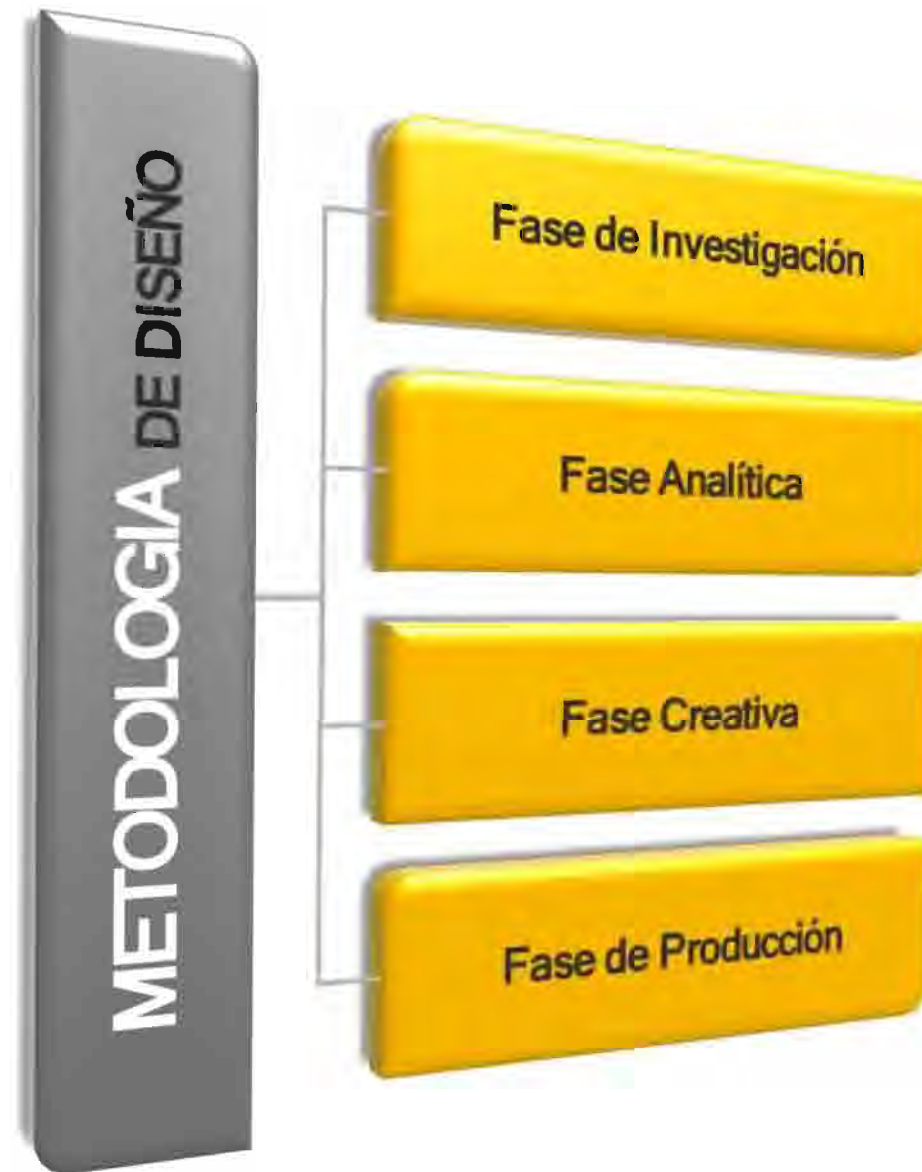 METODOLOGIA DE DISEÑO
Fase de Investigación
Fase Analítica
Fase Creativa
Fase de Producción